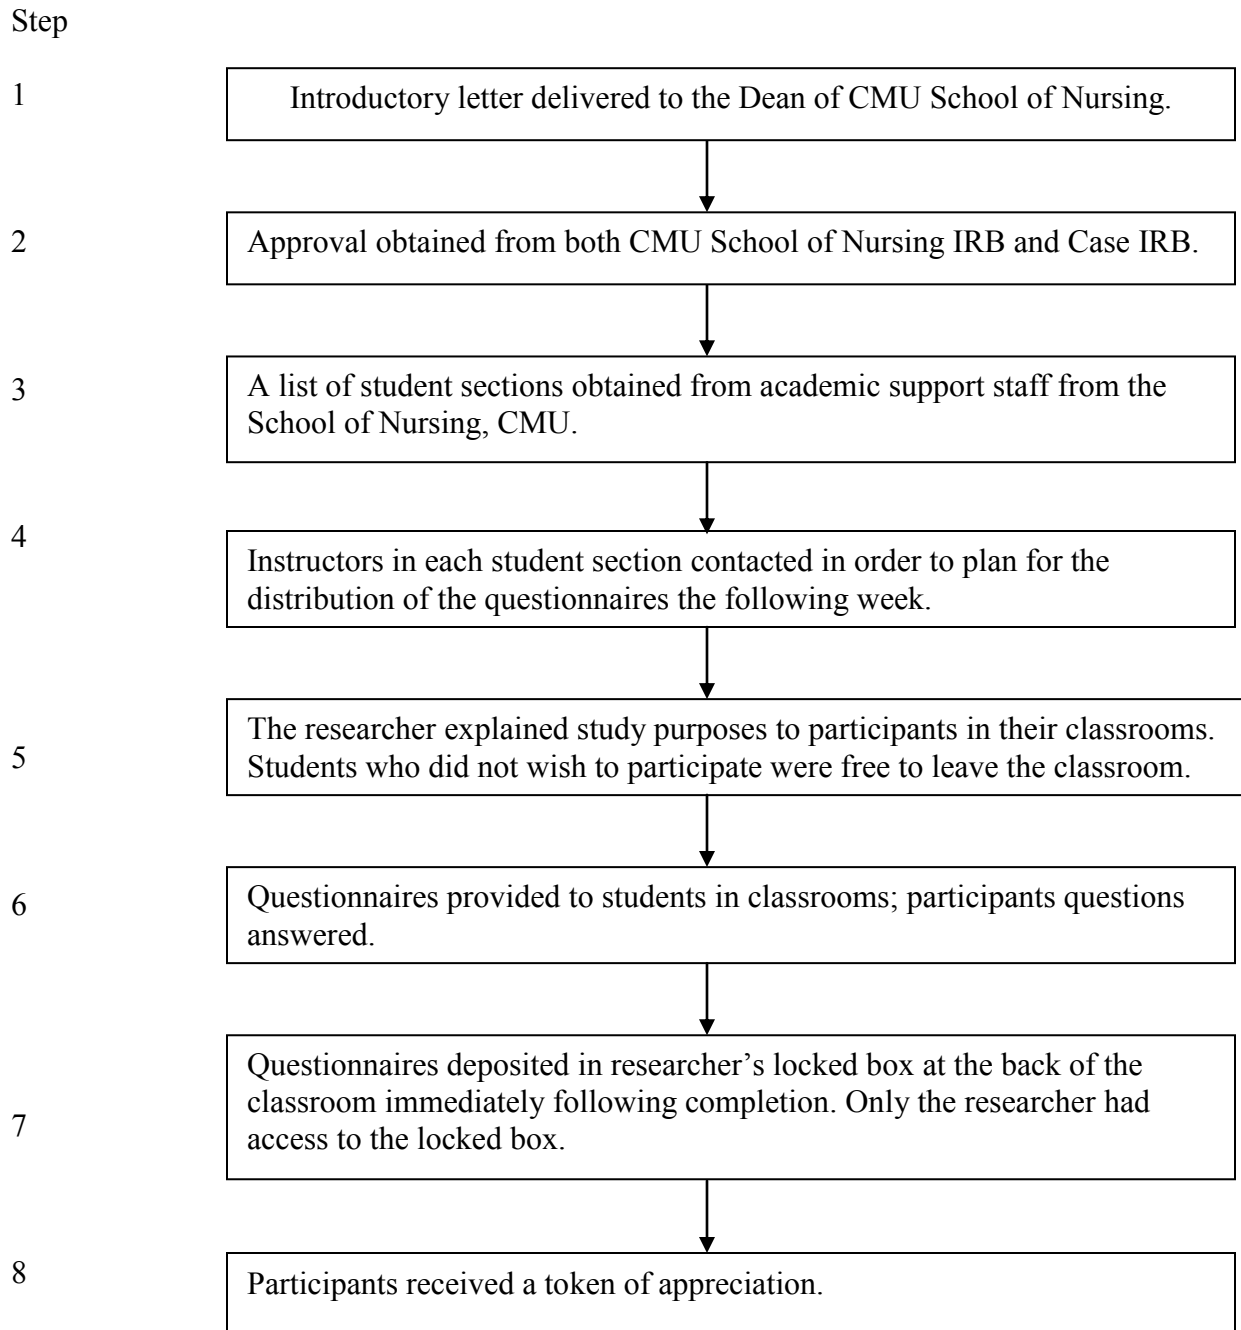 Step
1
Introductory letter delivered to the Dean of CMU School of Nursing.
2
Approval obtained from both CMU School of Nursing IRB and Case IRB.
3
A list of student sections obtained from academic support staff from the
School of Nursing, CMU.
4
Instructors in each student section contacted in order to plan for the
distribution of the questionnaires the following week.
5
The researcher explained study purposes to participants in their classrooms.
Students who did not wish to participate were free to leave the classroom.
6
Questionnaires provided to students in classrooms; participants questions
answered.
7
Questionnaires deposited in researcher’s locked box at the back of the
classroom immediately following completion. Only the researcher had
access to the locked box.
8
Participants received a token of appreciation.